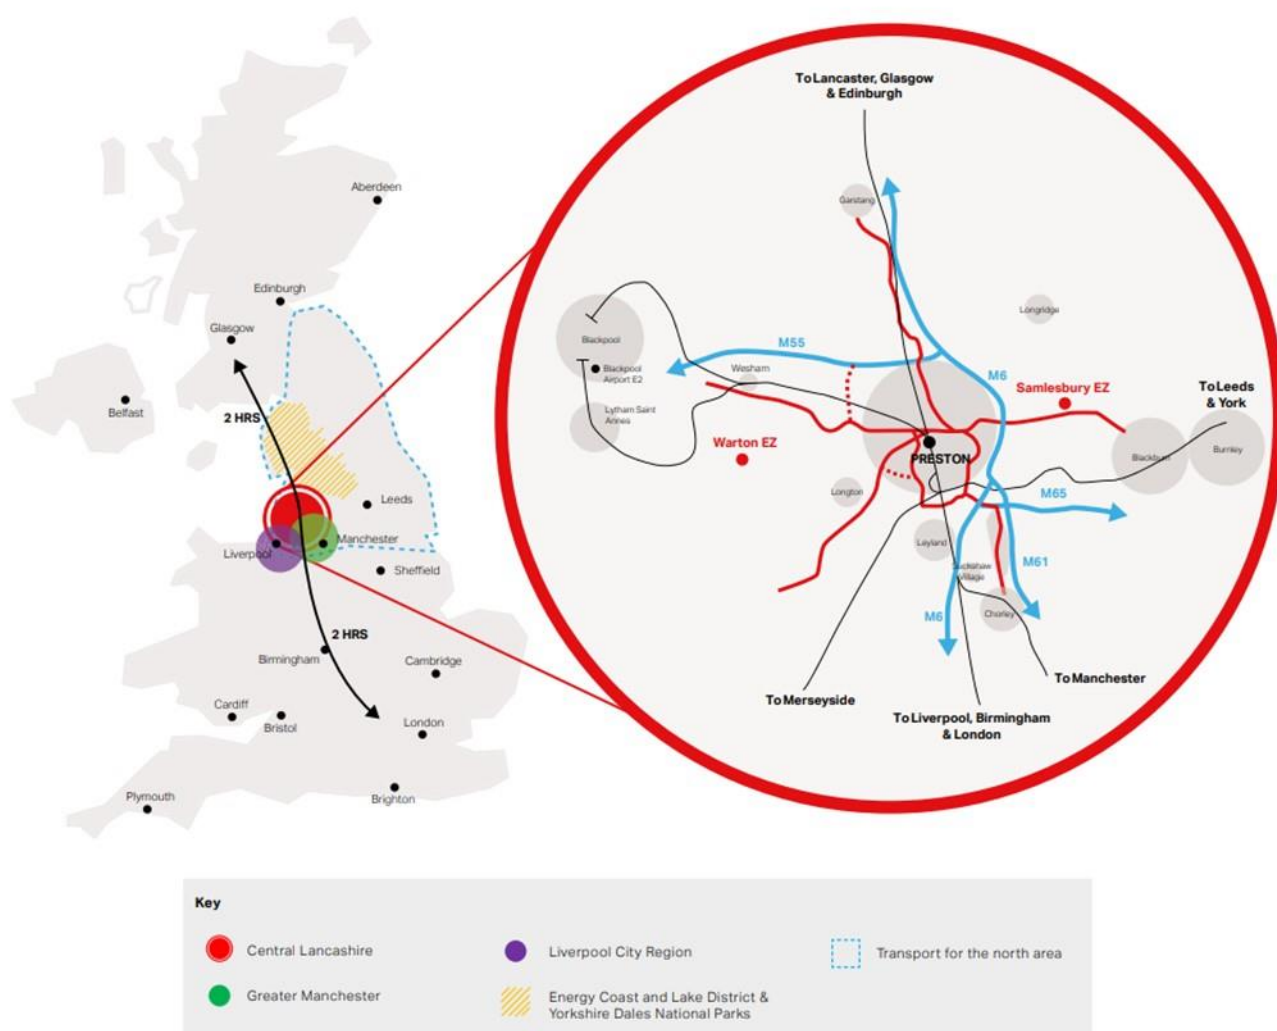 Aberdeen
Edinburgh
Glasgow
2 HRS
Belfast
Leeds
Manchester
Liverpool
Sheffield
2 HRS
Birmingham
Cambridge
Cardiff
Bristol
London
Plymouth
Brighton
To Lancaster, Glasgow
& Edinburgh
Garstang
Longridge
Blackpool
M55
M6
Blackpool
Airport E2
Wesham
Samlesbury EZ
To Leeds
& York
Lytham Saint
Annes
Warton EZ
PRESTON
Blackburn
Burnley
Longton
M65
Leyland
Buckshaw
Village
M61
M6
Chorley
To Merseyside
To Manchester
To Liverpool, Birmingham
& London
Key
Central Lancashire
Liverpool City Region
Transport for the north area
Greater Manchester
Energy Coast and Lake District &
Yorkshire Dales National Parks